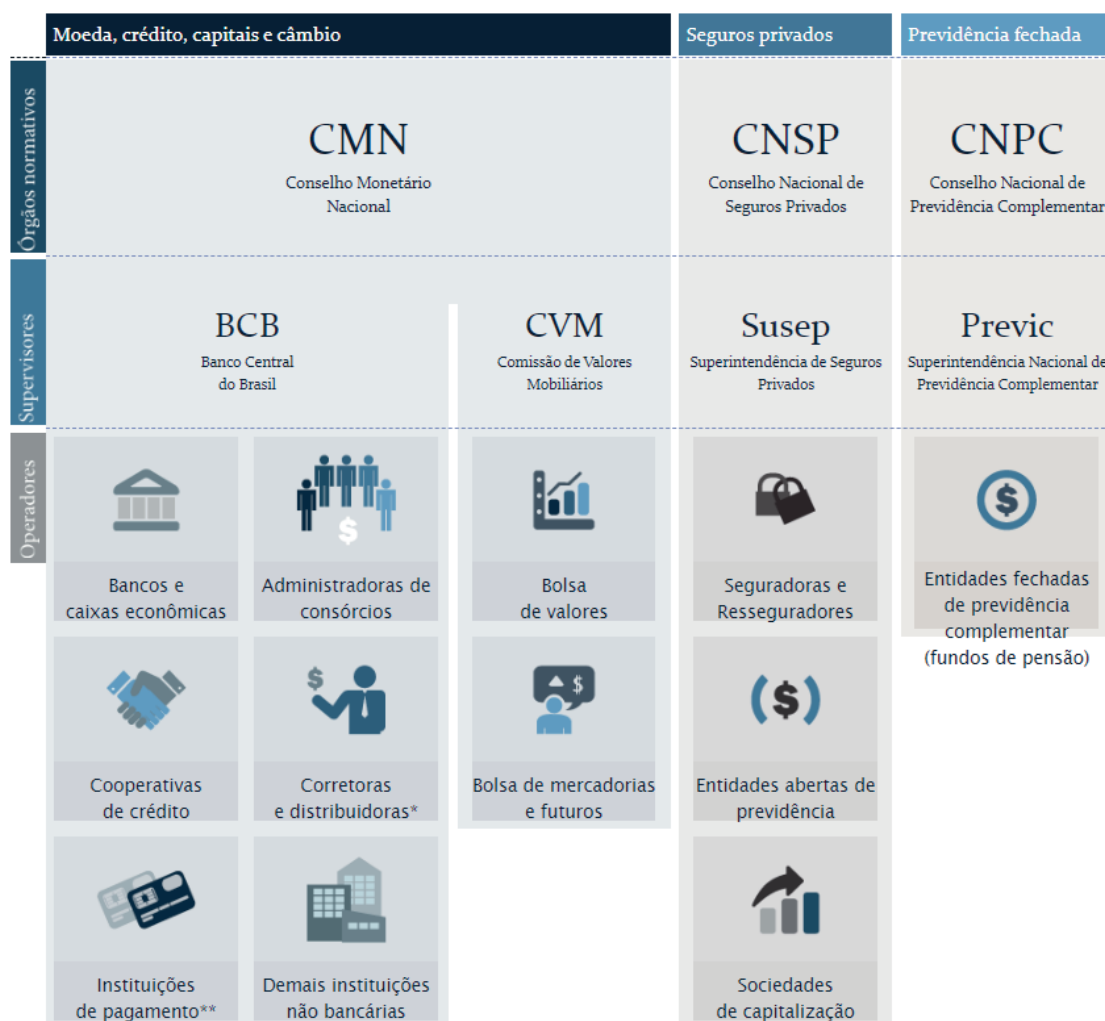 Moeda, crédito, capitais e câmbio
Seguros privados
Previdência fechada
Órgãos normativos
CMN
Conselho Monetário
Nacional
CNSP
Conselho Nacional de
Seguros Privados
CNPC
Conselho Nacional de
Previdência Complementar
Supervisores
BCB
Banco Central
do Brasil
CVM
Comissão de Valores
Mobiliários
Susep
Superintendência de Seguros
Privados
Previc
Superintendência Nacional de
Previdência Complementar
Operadores
Bancos e
caixas econômicas
Administradoras de
consórcios
Bolsa
de valores
Seguradoras e
Resseguradores
Entidades fechadas
de previdência
complementar
(fundos de pensão)
Cooperativas
de crédito
Corretoras
e distribuidoras*
Bolsa de mercadorias
e futuros
Entidades abertas de
previdência
Instituições
de pagamento**
Demais instituições
não bancárias
Sociedades
de capitalização